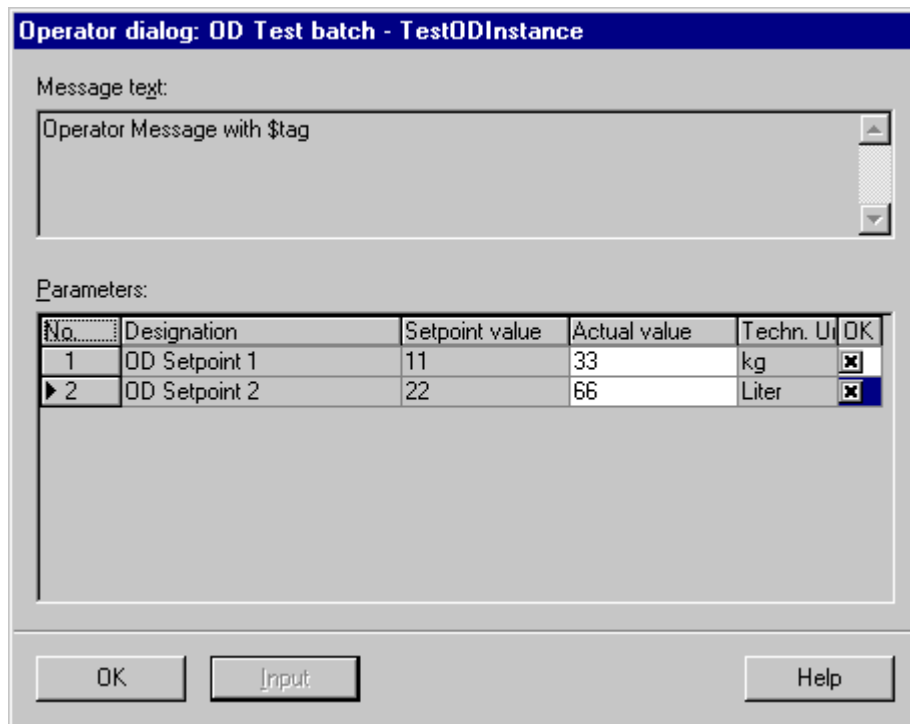 Operator dialog: OD Test batch - TestODInstance
Message text:
Operator Message with $tag
Parameters:
No. Designation Setpoint value Actual value Techn. Ur OK
1 OD Setpoint 1 11 33 kg
2 OD Setpoint 2 22 66 Liter
OK Input Help